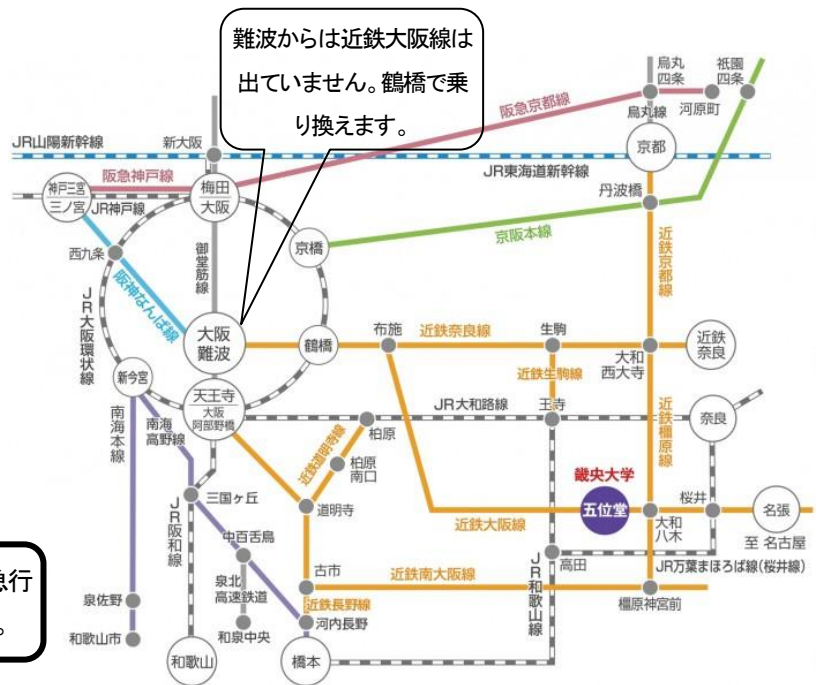 難波からは近鉄大阪線は
出ていません。鶴橋で乗
り換えます。
烏丸
四条
祇園
四条
河原町
烏丸線
阪急京都線
JR山陽新幹線
新大阪
京都
JR東海道新幹線
阪急神戸線
神戸三宮
三ノ宮
JR神戸線
梅田
大阪
丹波橋
京阪本線
京橋
西九条
御堂筋線
阪神なんば線
近鉄京都線
JR大阪環状線
大阪
難波
鶴橋
布施
近鉄奈良線
生駒
大和
西大寺
近鉄
奈良
新今宮
天王寺
大阪
阿部野橋
近鉄生駒線
JR大和路線
王寺
奈良
南海本線
南海
高野線
近鉄道明寺線
柏原
柏原
南口
近鉄橿原線
畿央大学
五位堂
桜井
名張
至 名古屋
三国ヶ丘
道明寺
近鉄大阪線
大和
八木
JR阪和線
中百舌鳥
高田
JR万葉まほろば線(桜井線)
急行
。
泉佐野
泉北
高速鉄道
古市
近鉄南大阪線
JR和歌山線
橿原神宮前
近鉄長野線
和歌山市
和泉中央
河内長野
和歌山
橋本